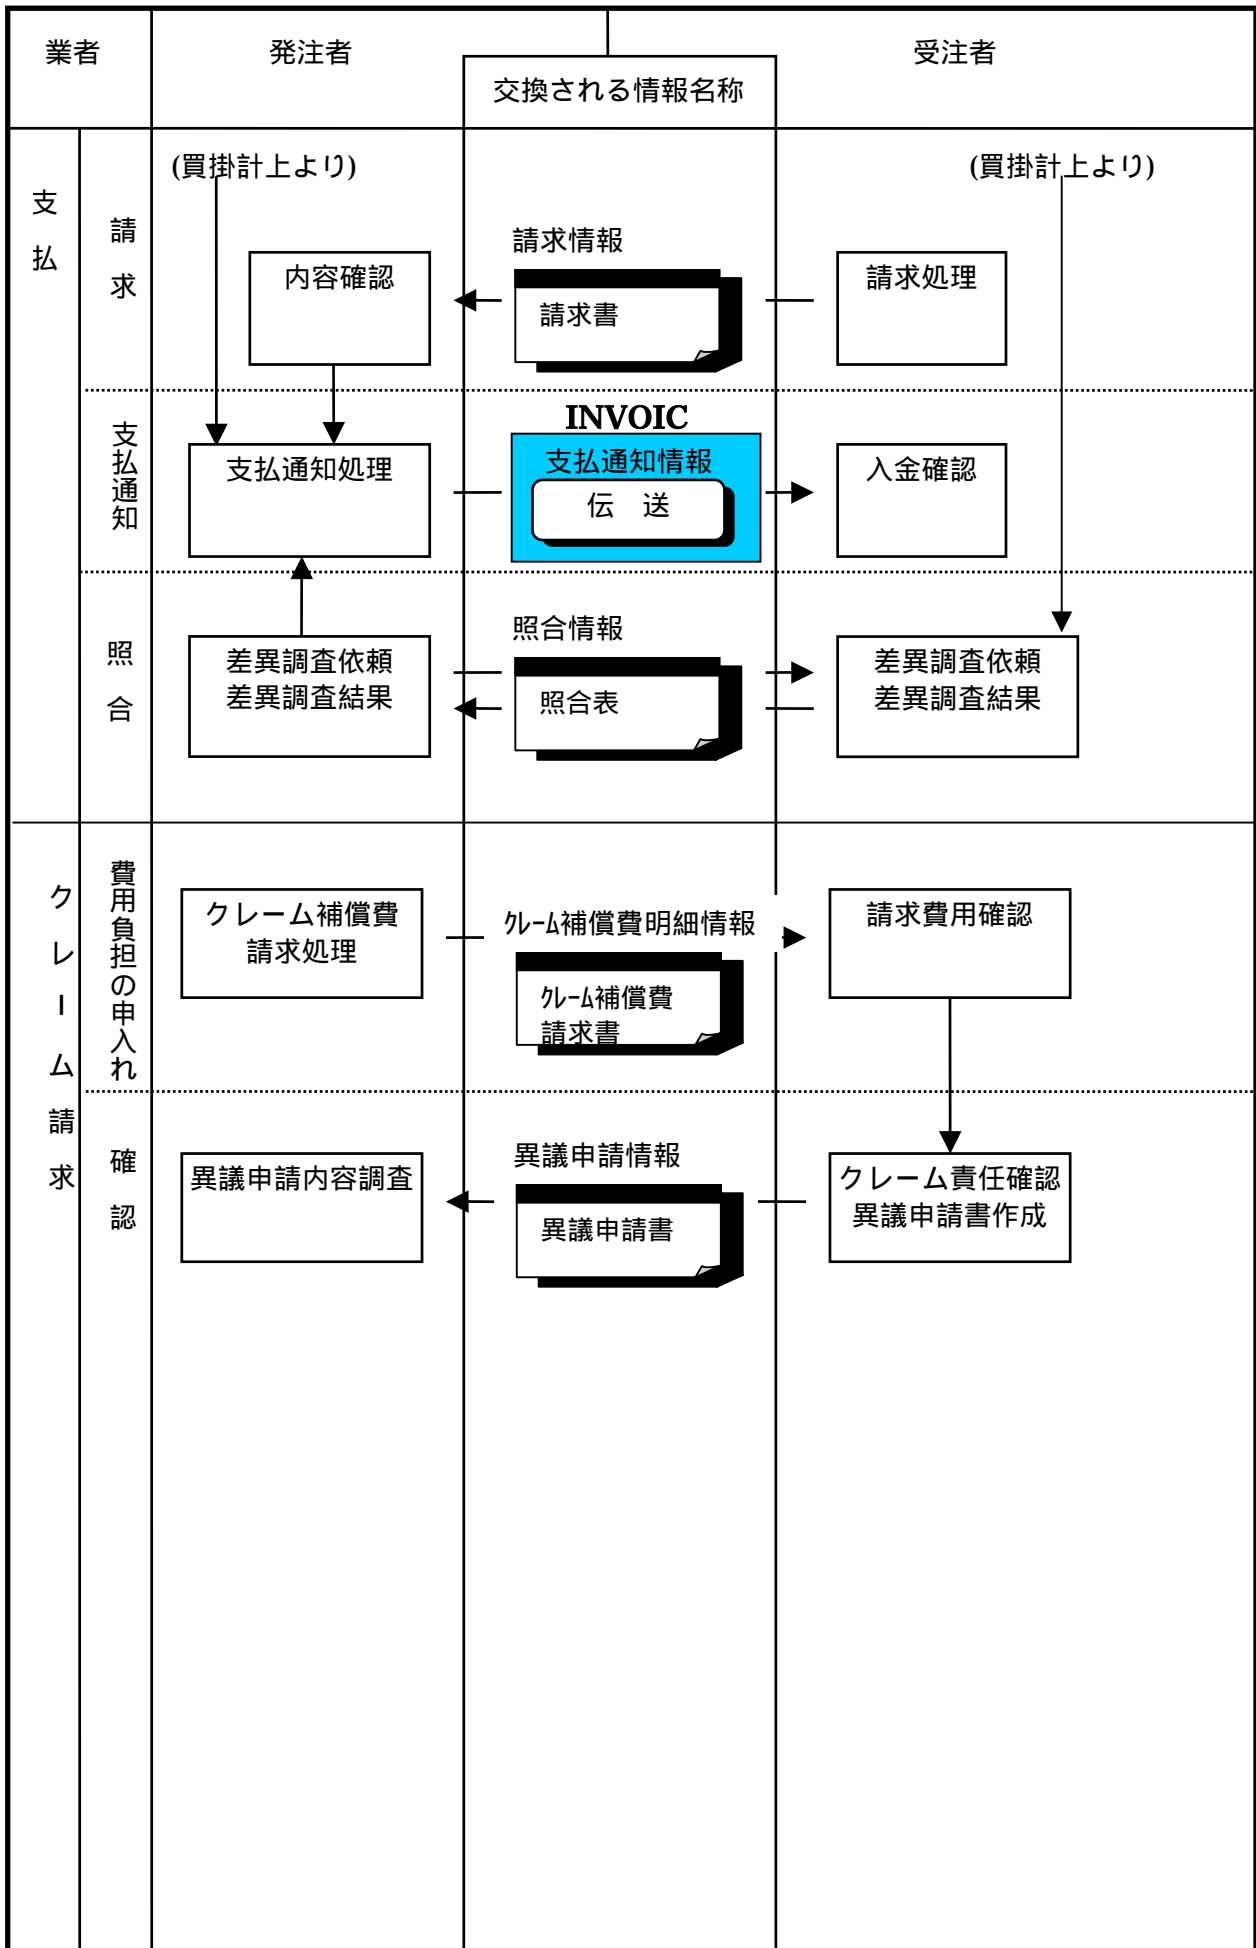 業者
発注者
受注者
交換される情報名称
支払
請求
(買掛計上より)
(買掛計上より)
請求情報
内容確認
請求書
請求処理
支払通知
INVOIC
支払通知処理
支払通知情報
伝　送
入金確認
照合
照合情報
差異調査依頼
差異調査結果
照合表
差異調査依頼
差異調査結果
クレーム請求
費用負担の申入れ
クレーム補償費
請求処理
ｸﾚｰﾑ補償費明細情報
ｸﾚｰﾑ補償費
請求書
請求費用確認
確認
異議申請内容調査
異議申請情報
異議申請書
クレーム責任確認
異議申請書作成